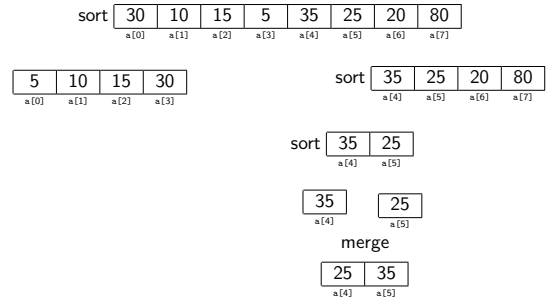 sort 30 10 15 5 35 25 20 80
a[0] a[1] a[2] a[3] a[4] a[5] a[6] a[7]
5 10 15 30
a[0] a[1] a[2] a[3]
sort 35 25 20 80
a[4] a[5] a[6] a[7]
sort 35 25
a[4] a[5]
35 25
a[4] a[5]
merge
25 35
a[4] a[5]